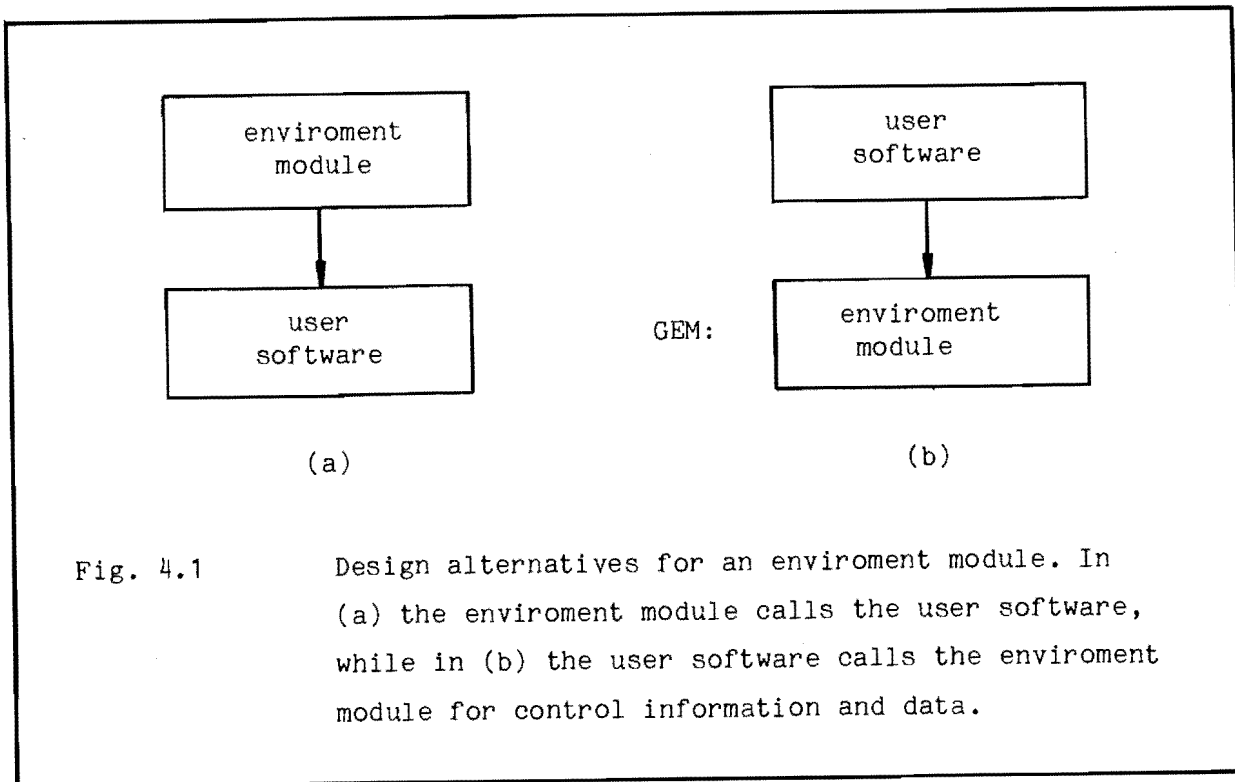 enviroment
module
user
software
(a)
user
software
GEM:
enviroment
module
(b)
Fig. 4.1
Design alternatives for an enviroment module. In
(a) the enviroment module calls the user software,
while in (b) the user software calls the enviroment
module for control information and data.